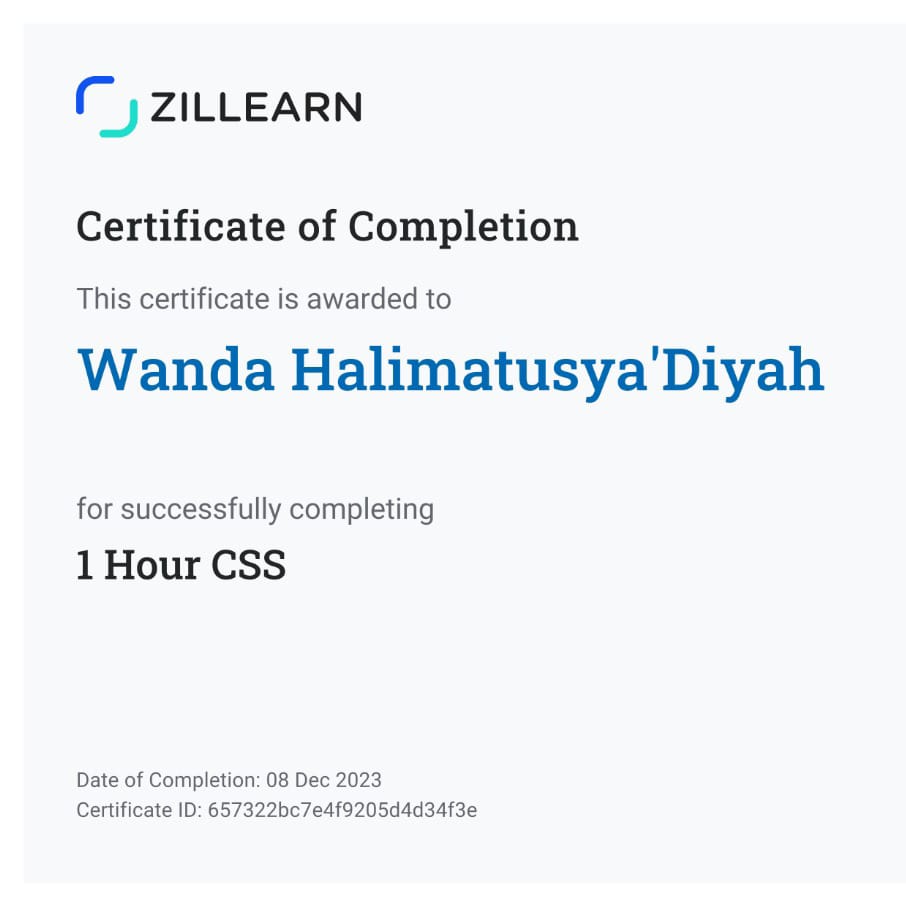 ZILLEARN
Certificate of Completion
This certificate is awarded to
Wanda Halimatusya'Diyah
for successfully completing
1 Hour CSS
Date of Completion: 08 Dec 2023
Certificate ID: 657322bc7e4f9205d4d34f3e